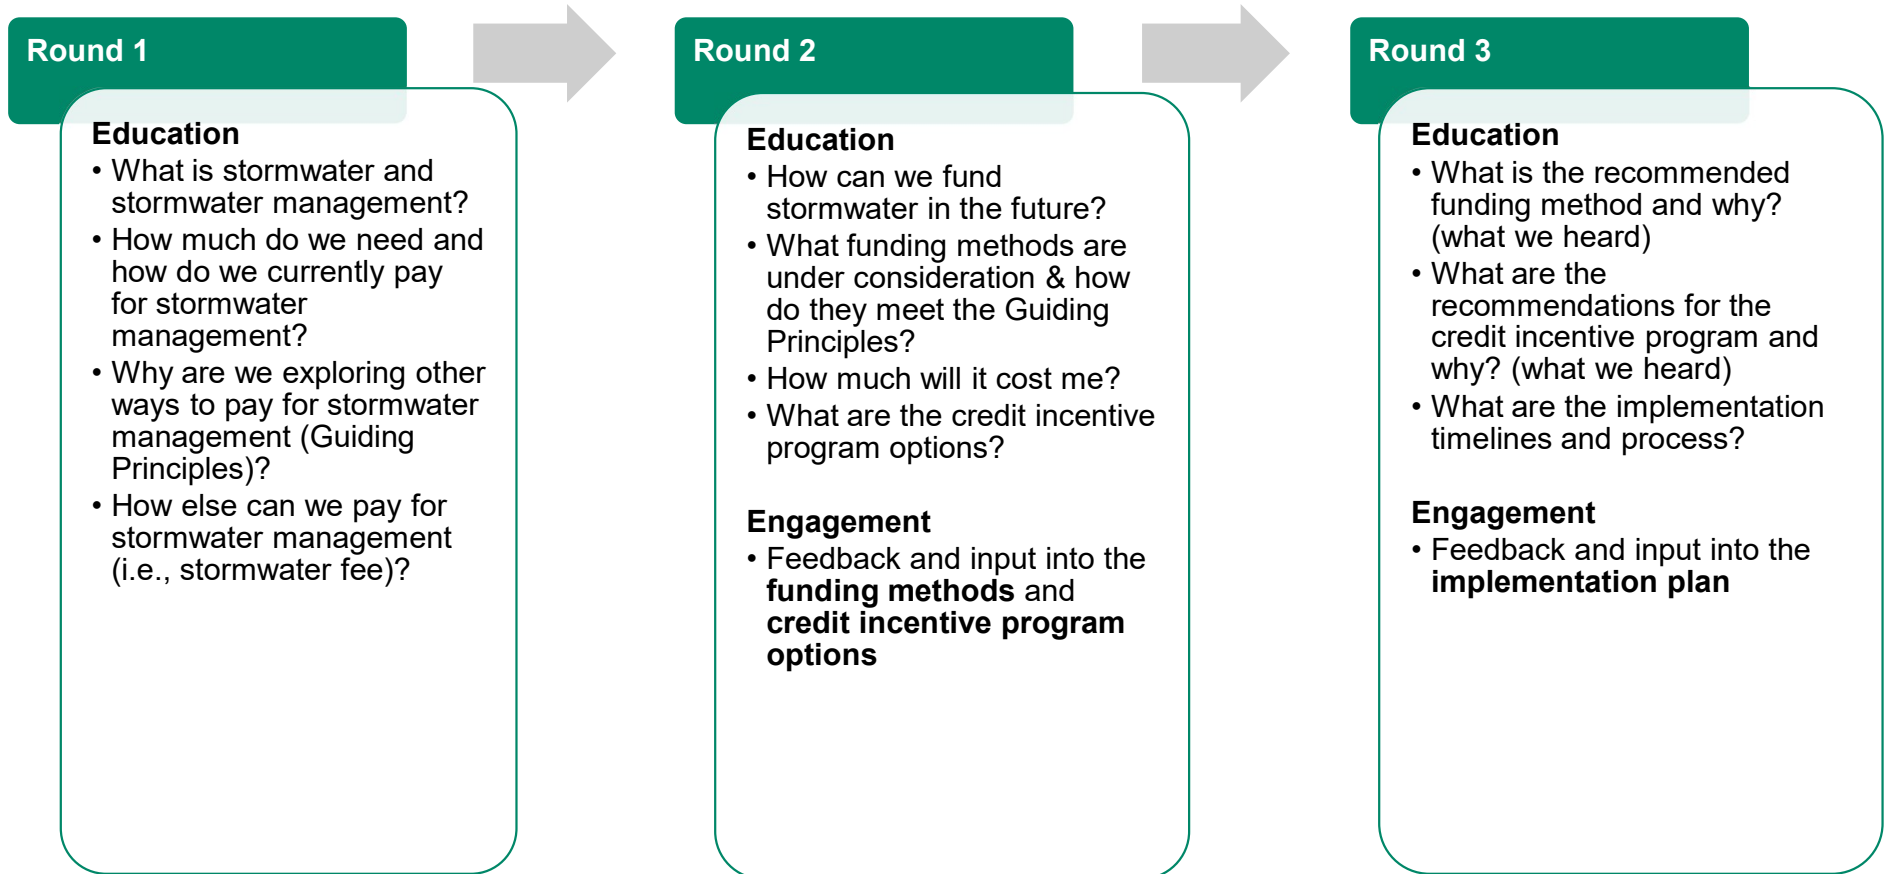 Round 1
Education
• What is stormwater and
stormwater management?
• How much do we need and
how do we currently pay
for stormwater
management?
• Why are we exploring other
ways to pay for stormwater
management (Guiding
Principles)?
• How else can we pay for
stormwater management
(i.e., stormwater fee)?
Round 2
Education
• How can we fund
stormwater in the future?
• What funding methods are
under consideration & how
do they meet the Guiding
Principles?
• How much will it cost me?
• What are the credit incentive
program options?
Engagement
• Feedback and input into the
funding methods and
credit incentive program
options
Round 3
Education
• What is the recommended
funding method and why?
(what we heard)
• What are the
recommendations for the
credit incentive program and
why? (what we heard)
• What are the implementation
timelines and process?
Engagement
• Feedback and input into the
implementation plan